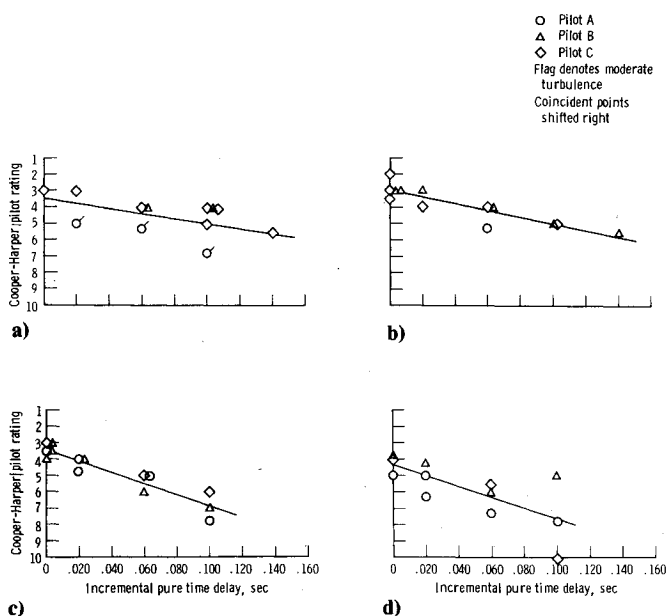 Pilot A
Pilot B
Pilot C
Flag denotes moderate
turbulence
Coincident points
shifted right
Cooper-Harper pilot rating
1
2
3
4
5
6
7
8
9
10
a)
b)
Cooper-Harper pilot rating
1
2
3
4
5
6
7
8
9
10
0 .020 .040 .060 .080 .100 .120 .140 .160
Incremental pure time delay, sec
c)
0 .020 .040 .060 .080 .100 .120 .140 .160
Incremental pure time delay, sec
d)